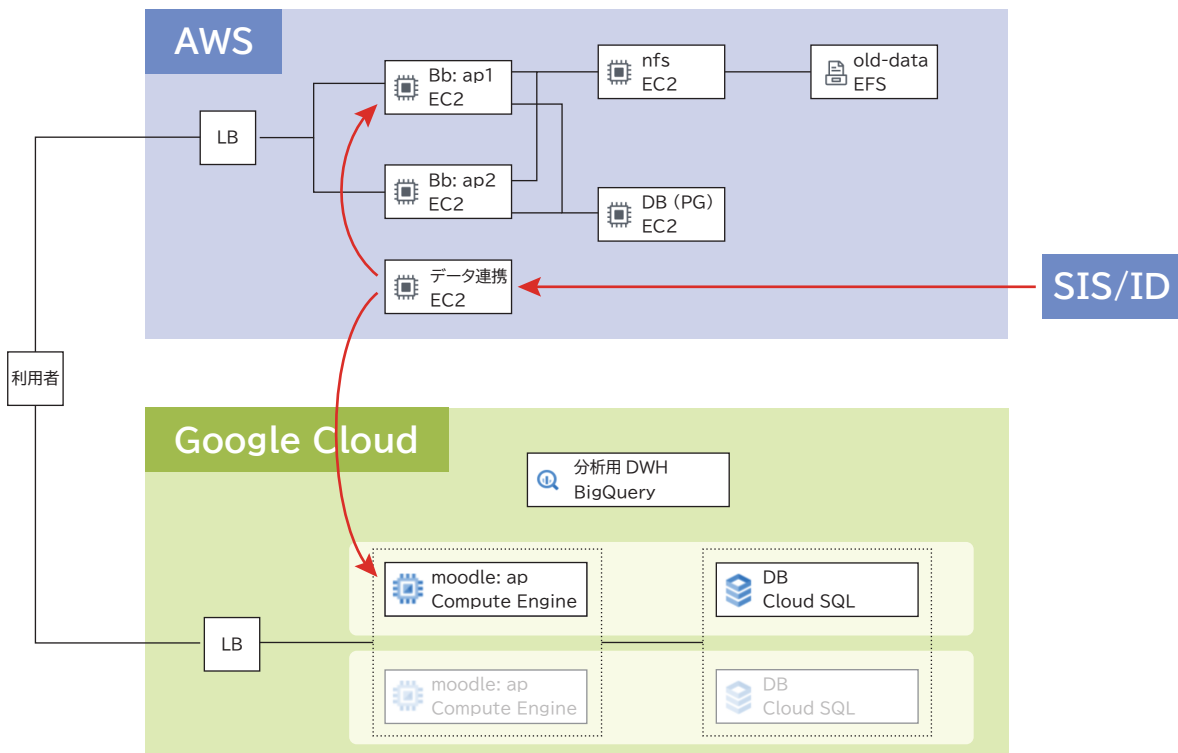 AWS
LB
Bb: ap1
EC2
Bb: ap2
EC2
データ連携
EC2
nfs
EC2
DB（PG）
EC2
old-data
EFS
SIS/ID
利用者
Google Cloud
分析用 DWH
BigQuery
LB
moodle: ap
Compute Engine
DB
Cloud SQL
moodle: ap
Compute Engine
DB
Cloud SQL